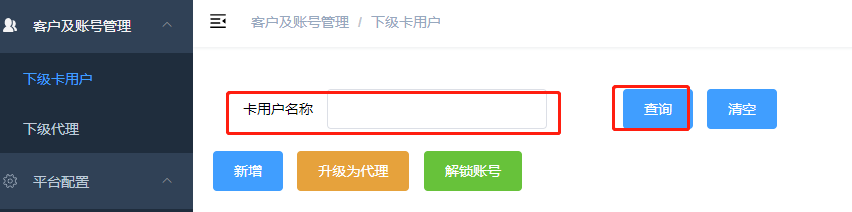 客户及账号管理
客户及账号管理 / 下级卡用户
下级卡用户
卡用户名称
查询
清空
下级代理
新增
升级为代理
解锁账号
平台配置